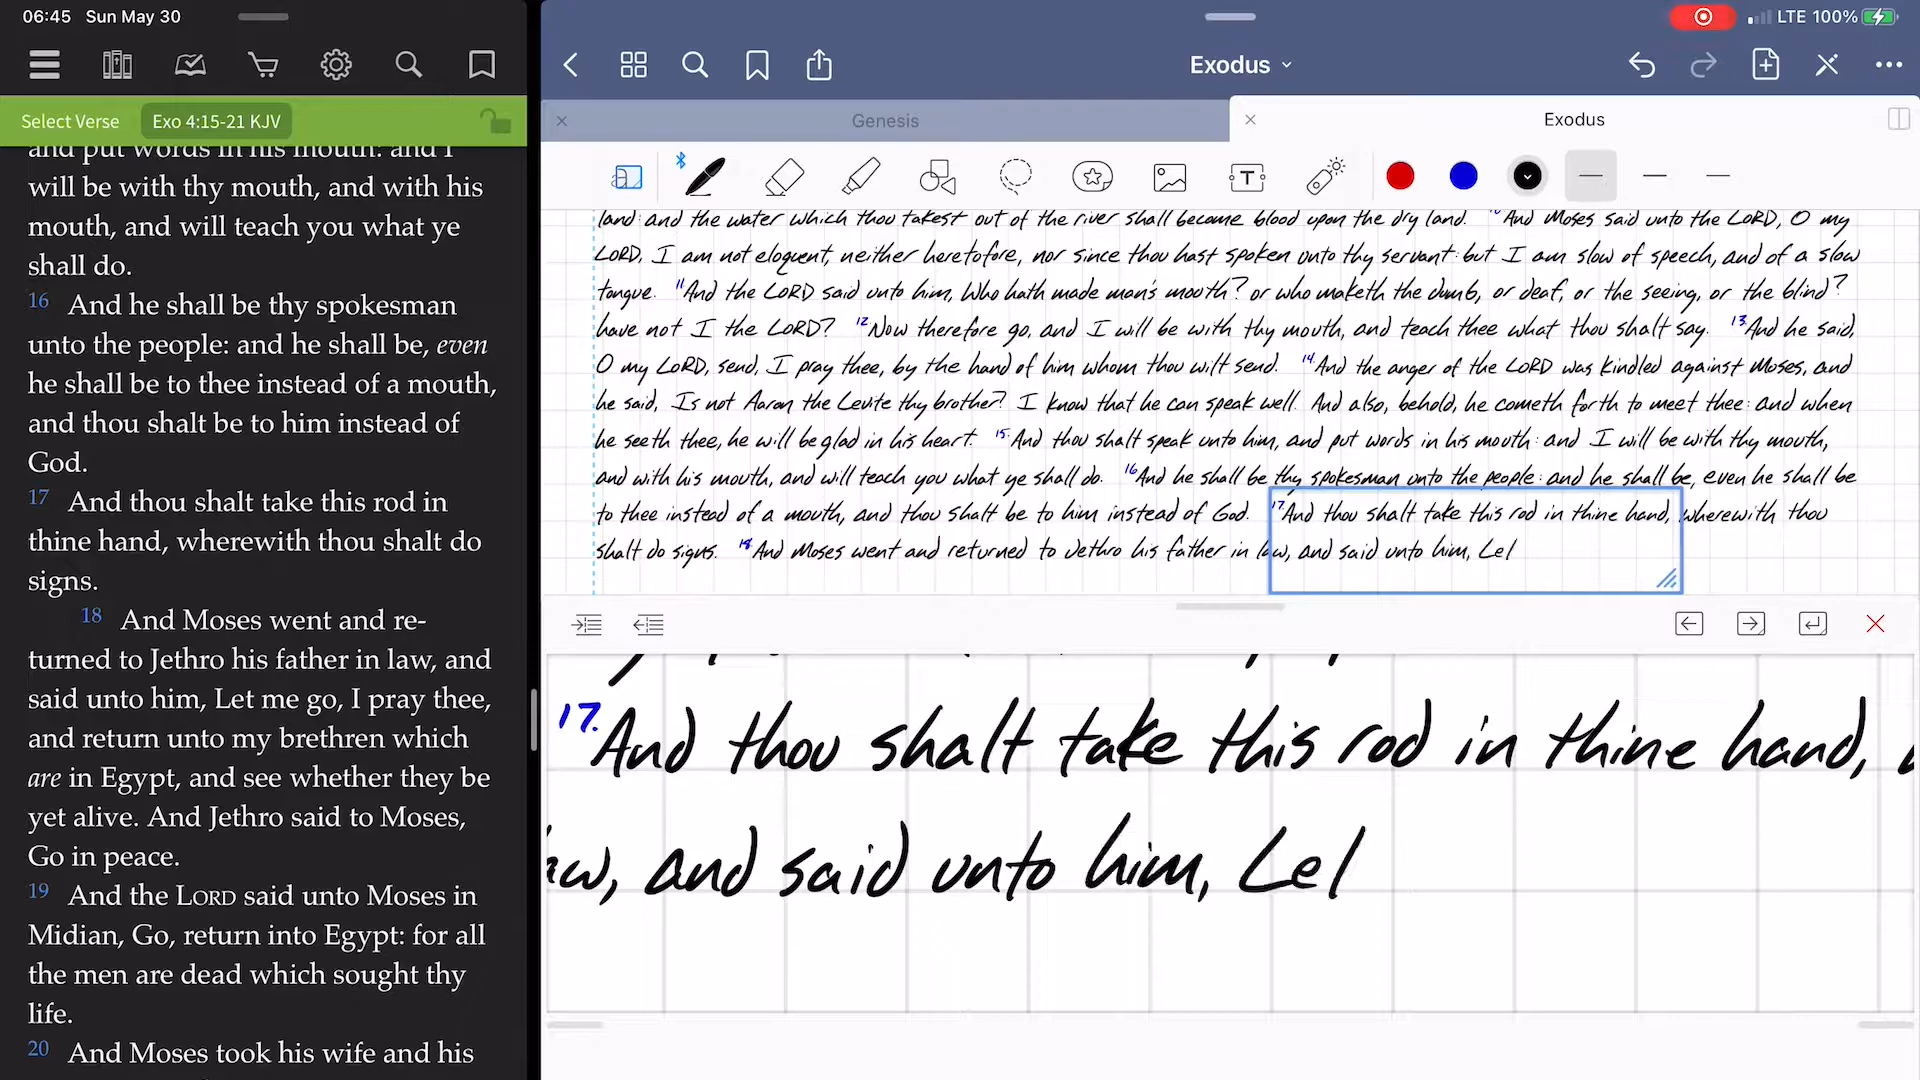 06:45 Sun May 30
LTE 100%
Select Verse Exo 4:15-21 KJV
and put words in his mouth: and I
will be with thy mouth, and with his
mouth, and will teach you what ye
shall do.
16 And he shall be thy spokesman
unto the people: and he shall be, even
he shall be to thee instead of a mouth,
and thou shalt be to him instead of
God.
17 And thou shalt take this rod in
thine hand, wherewith thou shalt do
signs.
18 And Moses went and re-
turned to Jethro his father in law, and
said unto him, Let me go, I pray thee,
and return unto my brethren which
are in Egypt, and see whether they be
yet alive. And Jethro said to Moses,
Go in peace.
19 And the LORD said unto Moses in
Midian, Go, return into Egypt: for all
the men are dead which sought thy
life.
20 And Moses took his wife and his
Exodus
Genesis
Exodus
land: and the water which thou takest out of the river shall become blood upon the dry land. 10 And Moses said unto the LORD, O my
LORD, I am not eloquent, neither heretofore, nor since thou hast spoken unto thy servant: but I am slow of speech, and of a slow
tongue. 11 And the LORD said unto him, Who hath made man's mouth? or who maketh the dumb, or deaf, or the seeing, or the blind?
have not I the LORD? 12 Now therefore go, and I will be with thy mouth, and teach thee what thou shalt say. 13. And he said,
O my LORD, send, I pray thee, by the hand of him whom thou wilt send. 14. And the anger of the LORD was kindled against Moses, and
he said, Is not Aaron the Levite thy brother? I know that he can speak well. And also, behold, he cometh forth to meet thee: and when
he seeth thee, he will be glad in his heart. 15. And thou shalt speak unto him, and put words in his mouth: and I will be with thy mouth,
and with his mouth, and will teach you what ye shall do. 16 And he shall be thy spokesman unto the people: and he shall be, even he shall be
to thee instead of a mouth, and thou shalt be to him instead of God. 17. And thou shalt take this rod in thine hand, wherewith thou
shalt do signs. 18. And Moses went and returned to Jethro his father in law, and said unto him, Lel
17. And thou shalt take this rod in thine hand,
aw, and said unto him, Lel